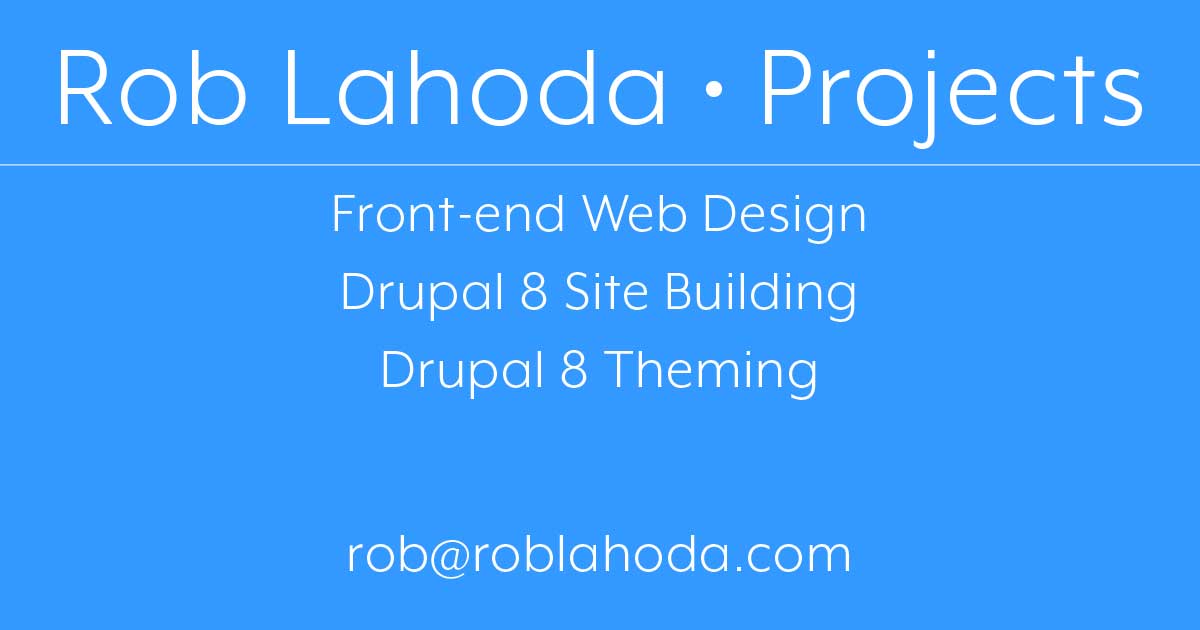 Rob Lahoda • Projects
Front-end Web Design
Drupal 8 Site Building
Drupal 8 Theming
rob@roblahoda.com